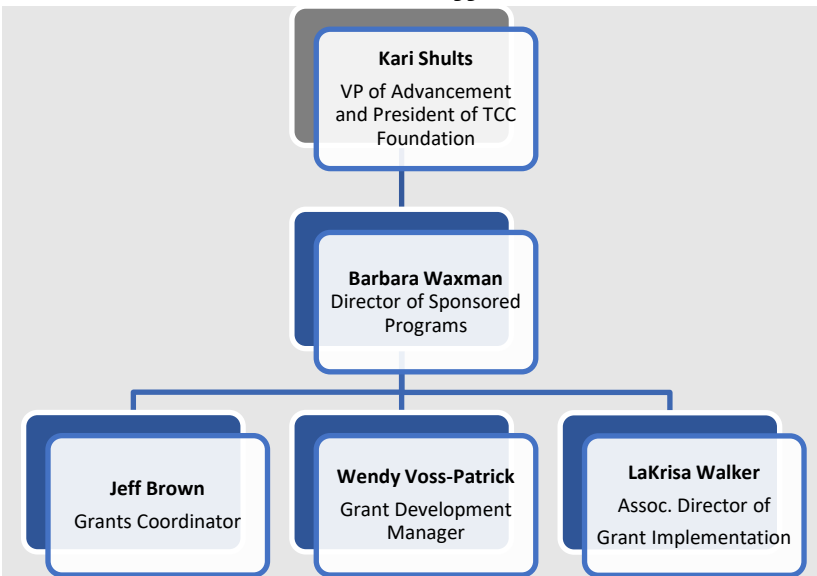 Kari Shults
VP of Advancement
and President of TCC
Foundation
Barbara Waxman
Director of Sponsored
Programs
Jeff Brown
Grants Coordinator
Wendy Voss-Patrick
Grant Development
Manager
LaKrisa Walker
Assoc. Director of
Grant Implementation